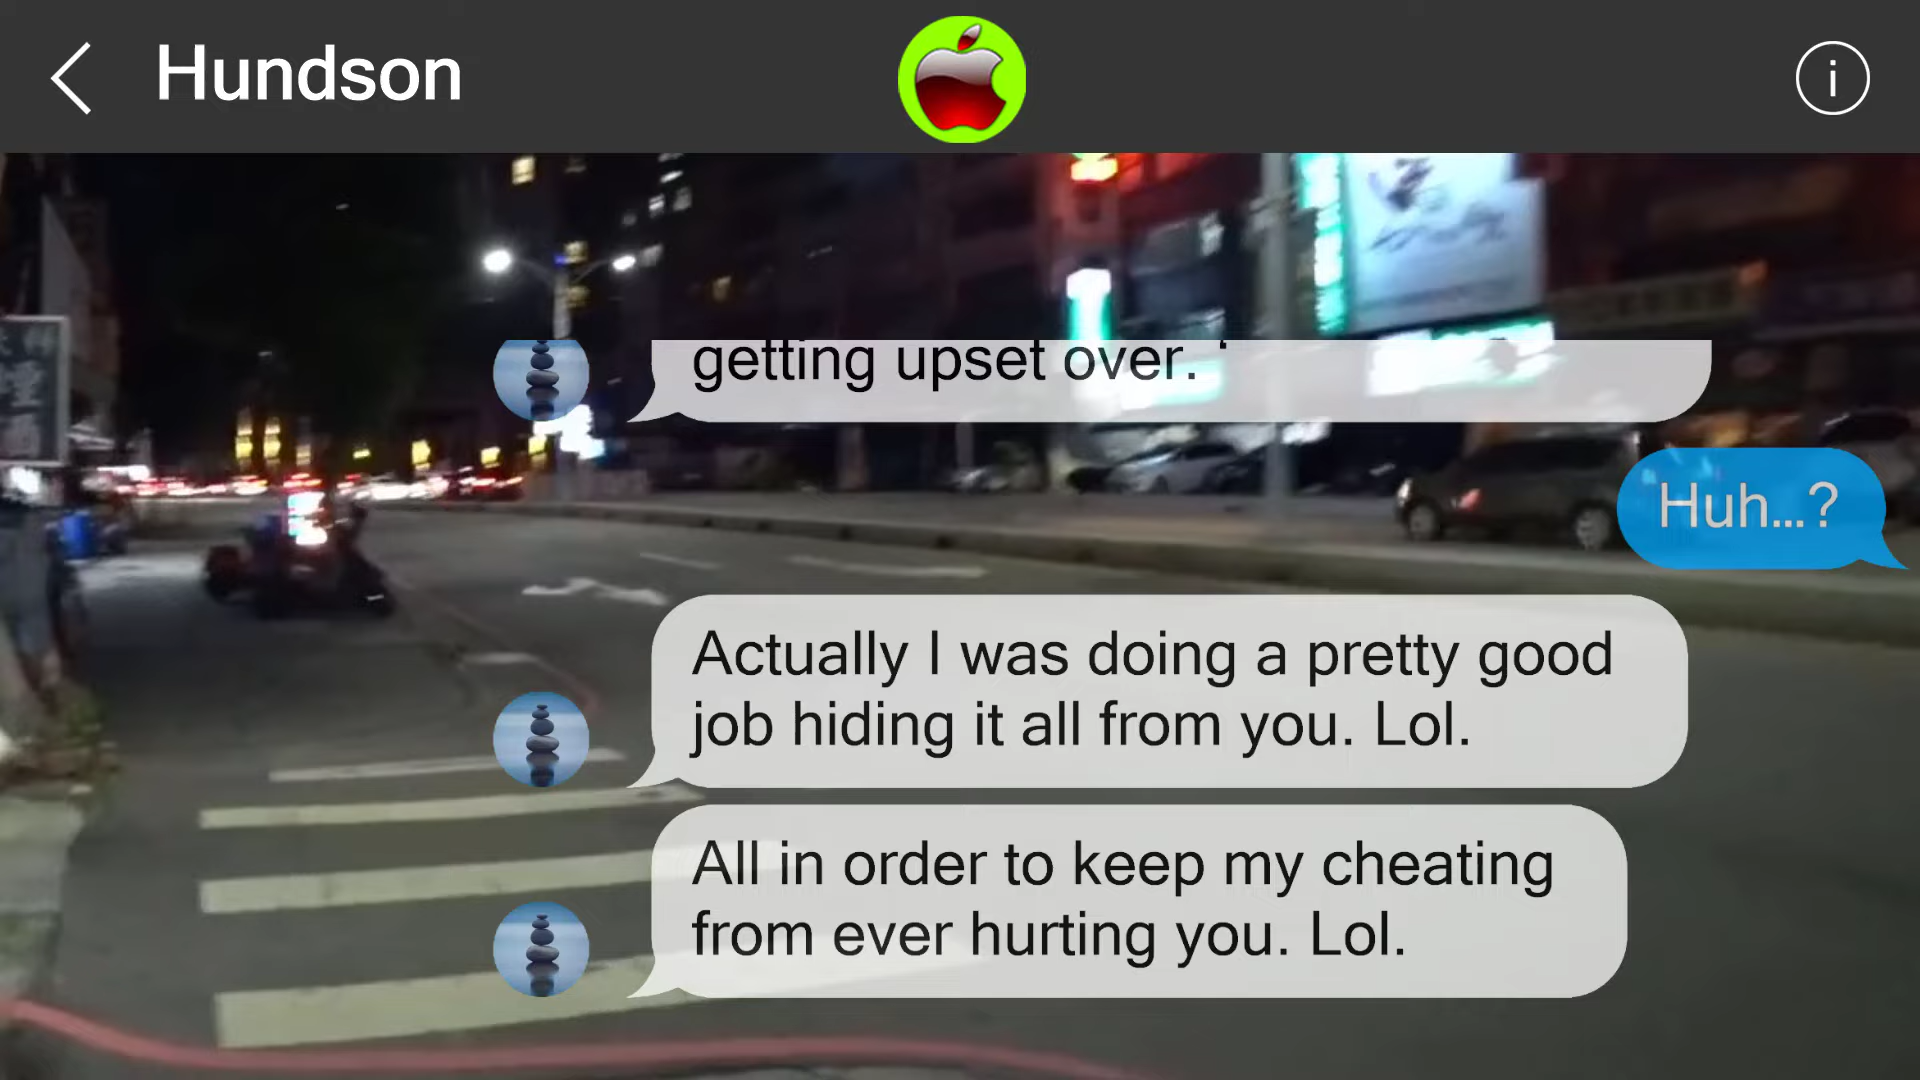 Hundson
getting upset over.
Huh...?
Actually I was doing a pretty good
job hiding it all from you. Lol.
All in order to keep my cheating
from ever hurting you. Lol.